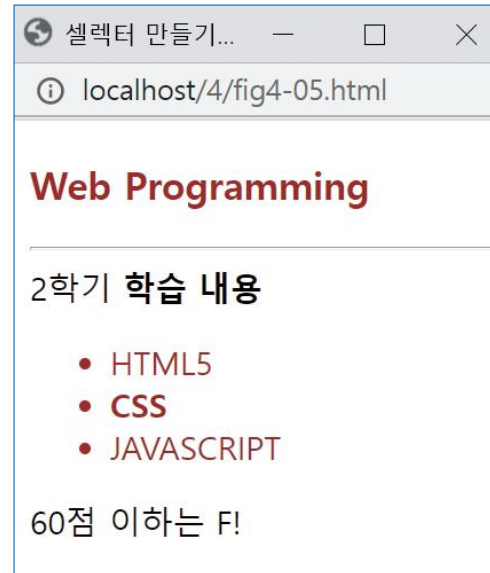 셀렉터 만들기...
localhost/4/fig4-05.html
Web Programming
2학기 학습 내용
• HTML5
• CSS
• JAVASCRIPT
60점 이하는 F!